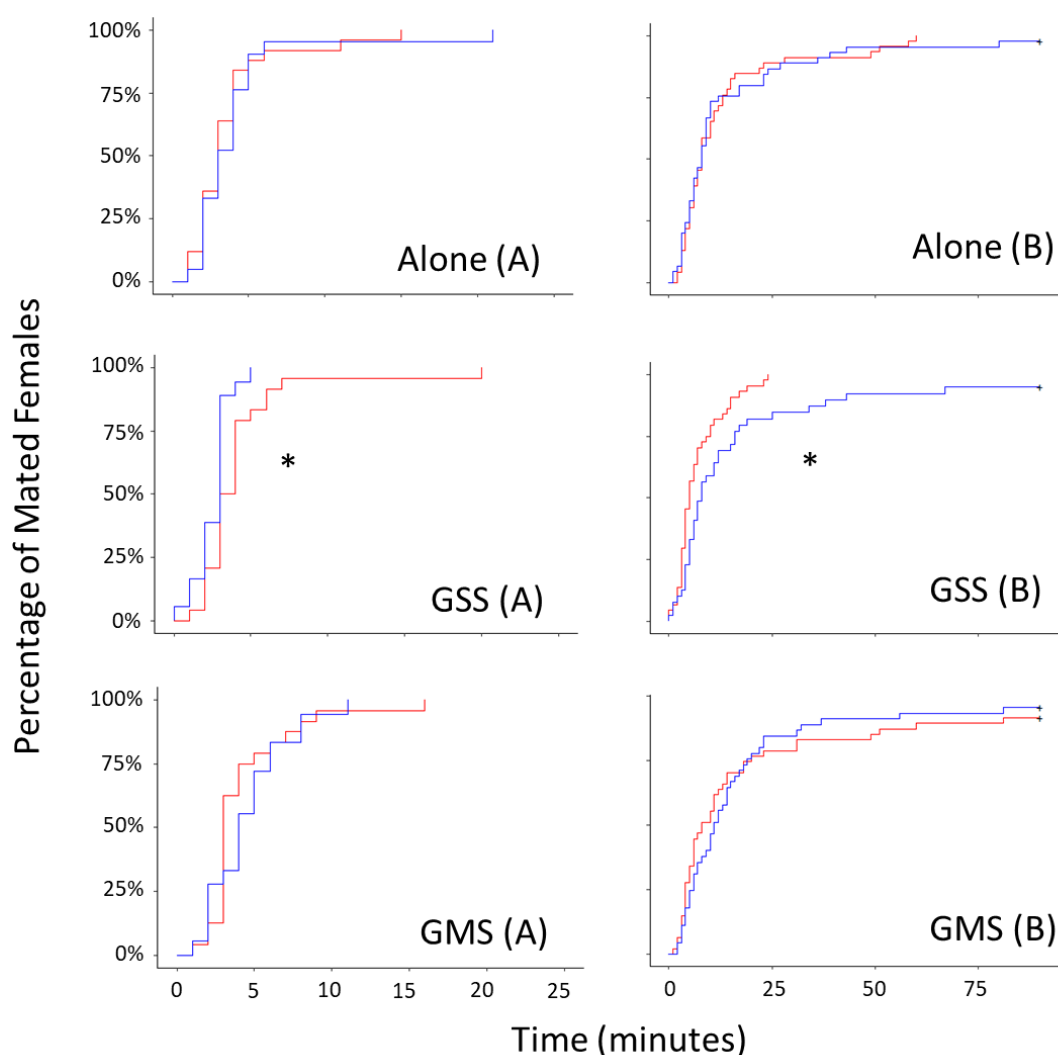 Percentage of Mated Females
100%
75%
50%
25%
0%
Alone (A)
Alone (B)
100%
75%
50%
25%
0%
*
GSS (A)
*
GSS (B)
100%
75%
50%
25%
0%
GMS (A)
GMS (B)
0 5 10 15 20 25
0 25 50 75
Time (minutes)